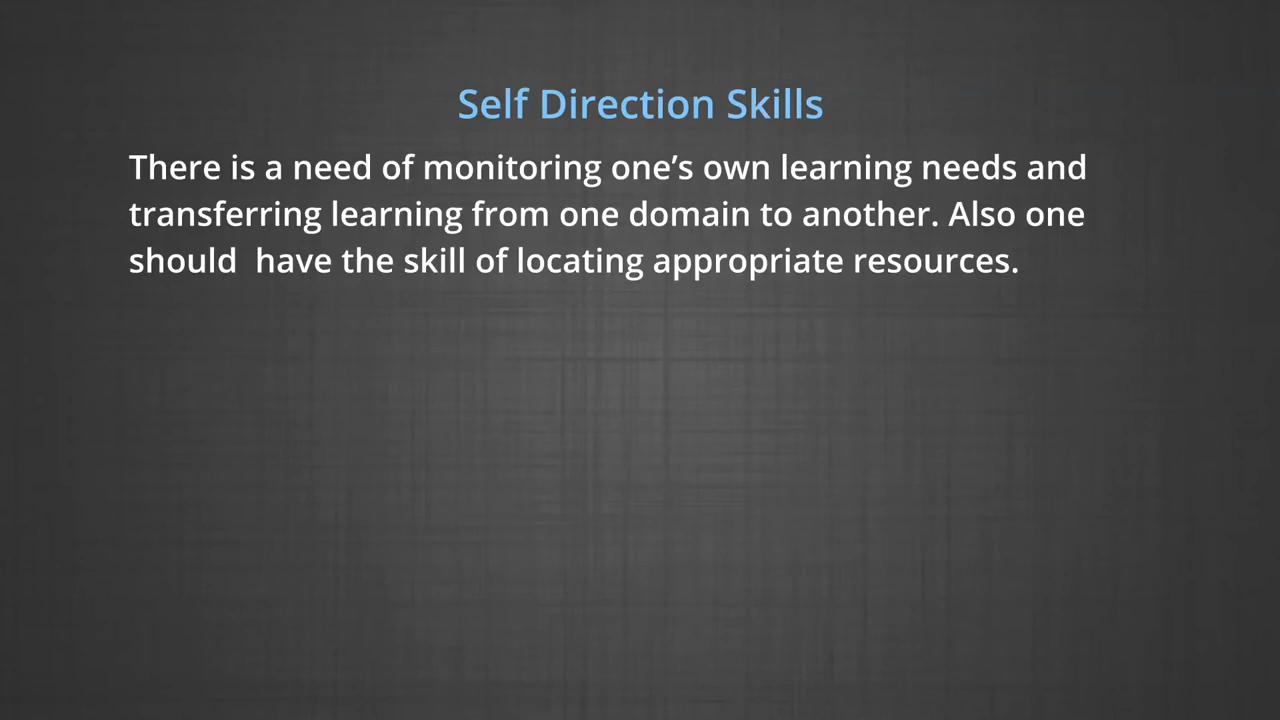 Self Direction Skills
There is a need of monitoring one’s own learning needs and
transferring learning from one domain to another. Also one
should  have the skill of locating appropriate resources.